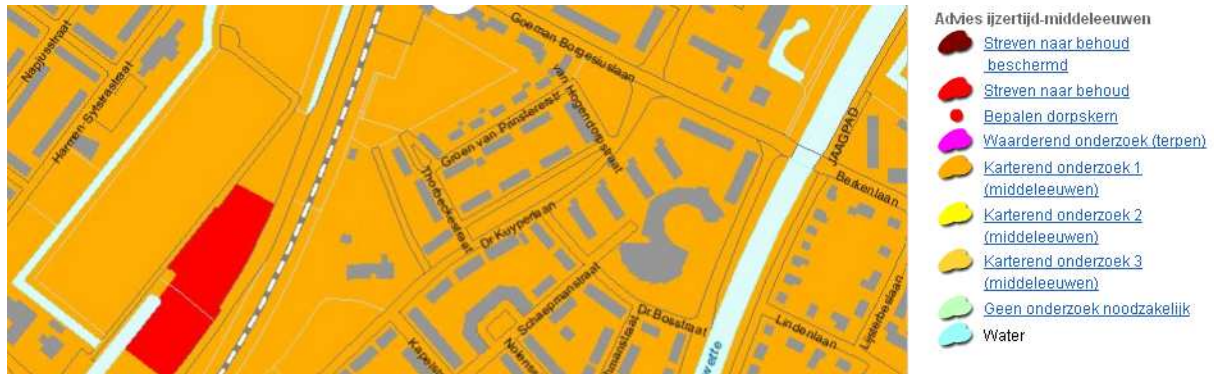 Napjusstraat
Harmen Sytstrastraat
Goeman Borgesiuslaan
van Hogendorpstraat
Groen van Prinstererstr
Thorbeckestraat
Dr Kuyperlaan
Schaepmanstraat
Dr Bosstraat
JAAGPAD
Berkenlaan
Lindenlaan
Lijsterbeslaan
Advies ijzertijd-middeleeuwen
Streven naar behoud
beschermd
Streven naar behoud
Bepalen dorpskern
Waarderend onderzoek (terpen)
Karterend onderzoek 1
(middeleeuwen)
Karterend onderzoek 2
(middeleeuwen)
Karterend onderzoek 3
(middeleeuwen)
Geen onderzoek noodzakelijk
Water